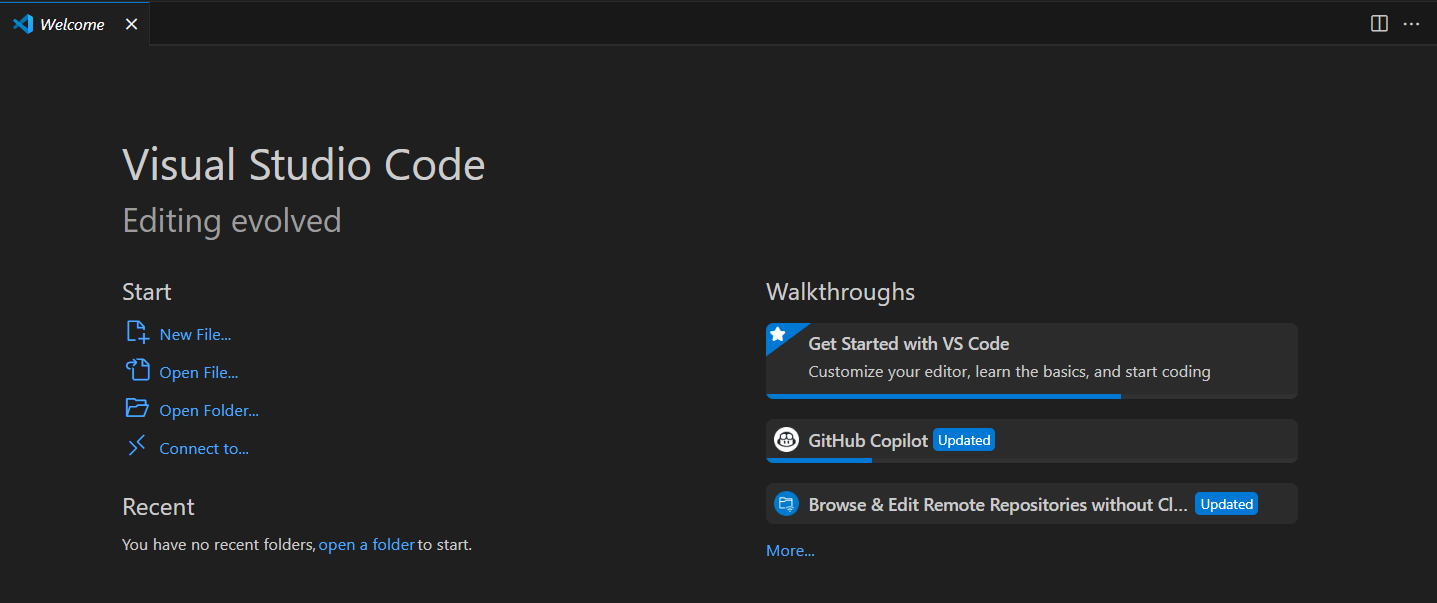 Welcome
Visual Studio Code
Editing evolved
Start
New File...
Open File...
Open Folder...
Connect to...
Recent
You have no recent folders, open a folder to start.
Walkthroughs
Get Started with VS Code
Customize your editor, learn the basics, and start coding
GitHub Copilot Updated
Browse & Edit Remote Repositories without Cl... Updated
More...